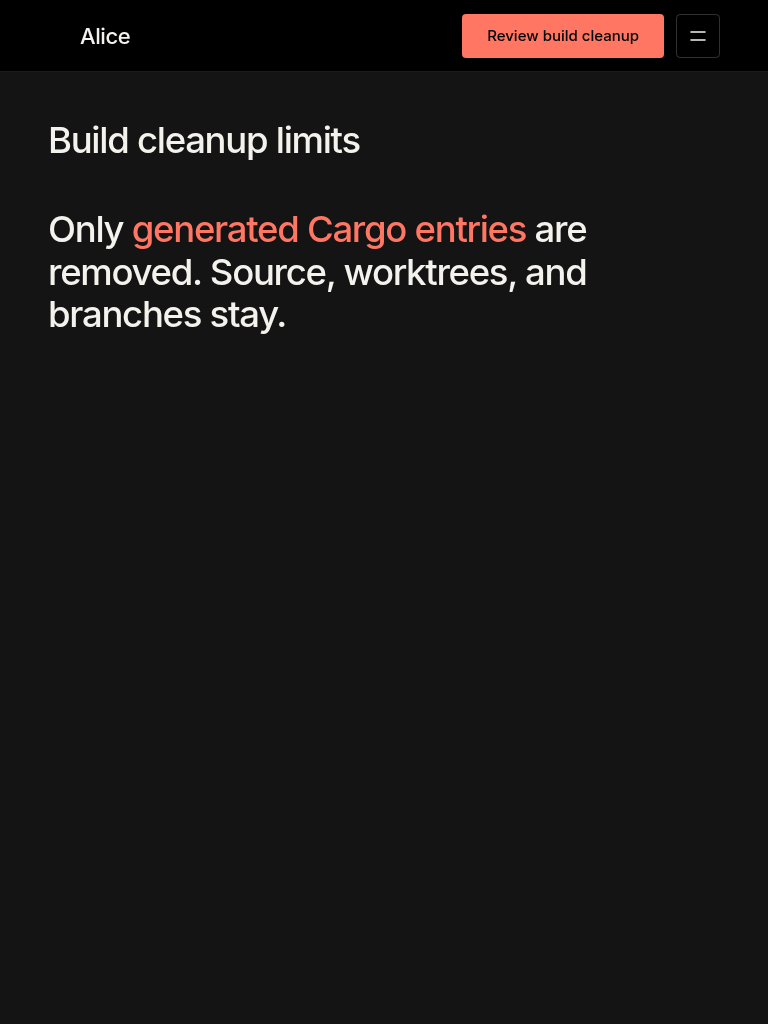 Alice
Review build cleanup
Build cleanup limits
Only generated Cargo entries are
removed. Source, worktrees, and
branches stay.